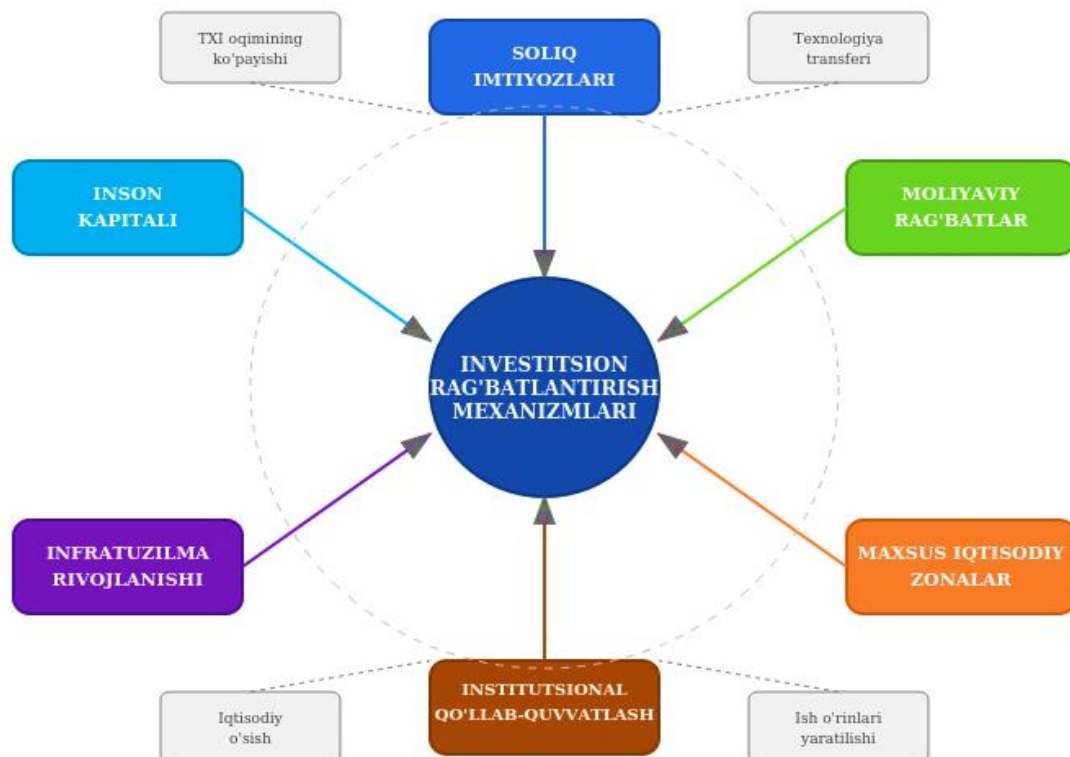 TXI oqimining
ko'payishi
SOLIQ
IMTIYOZLARI
Texnologiya
transferi
INSON
KAPITALI
MOLIYAVIY
RAG'BATLAR
INVESTITSION
RAG'BATLANTIRISH
MEXANIZMLARI
INFRATUZILMA
RIVOJLANISHI
MAXSUS IQTISODIY
ZONALAR
INSTITUTSIONAL
QO'LLAB-QUVVATLASH
Iqtisodiy
o'sish
Ish o'rinlari
yaratilishi